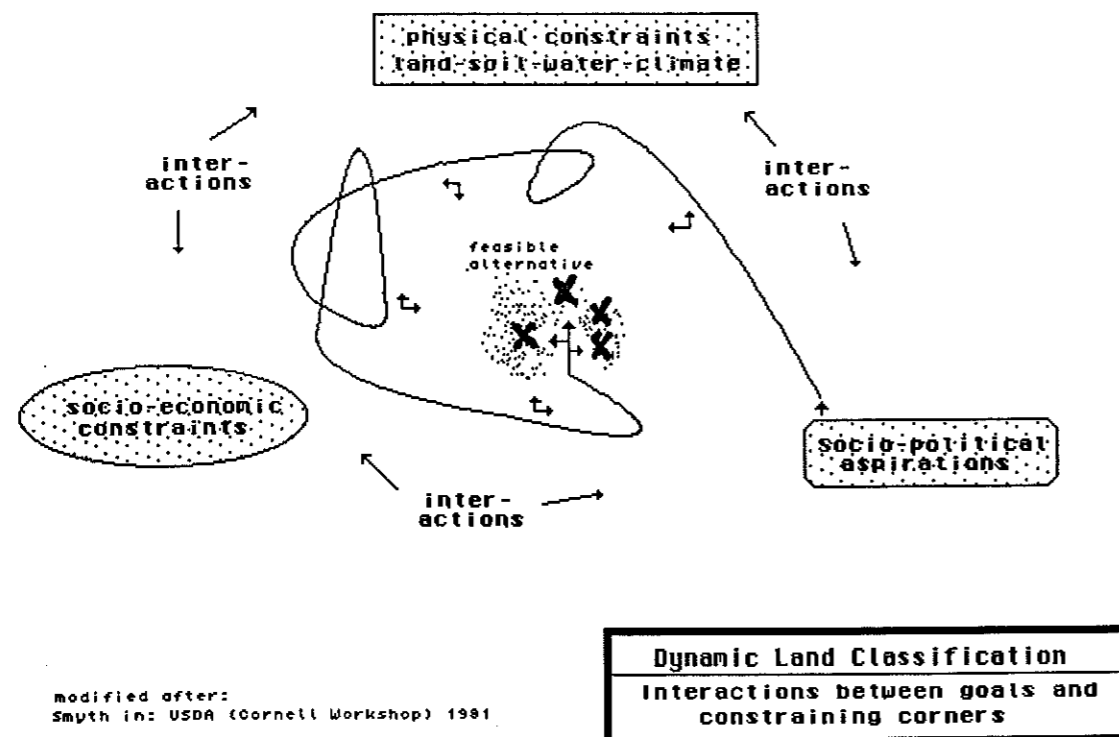 physical constraints
land-soil-water-climate
inter-
actions
inter-
actions
feasible
alternative
socio-economic
constraints
socio-political
aspirations
inter-
actions
Dynamic Land Classification
Interactions between goals and
constraining corners
modified after:
Smyth in: USDA (Cornell Workshop) 1981